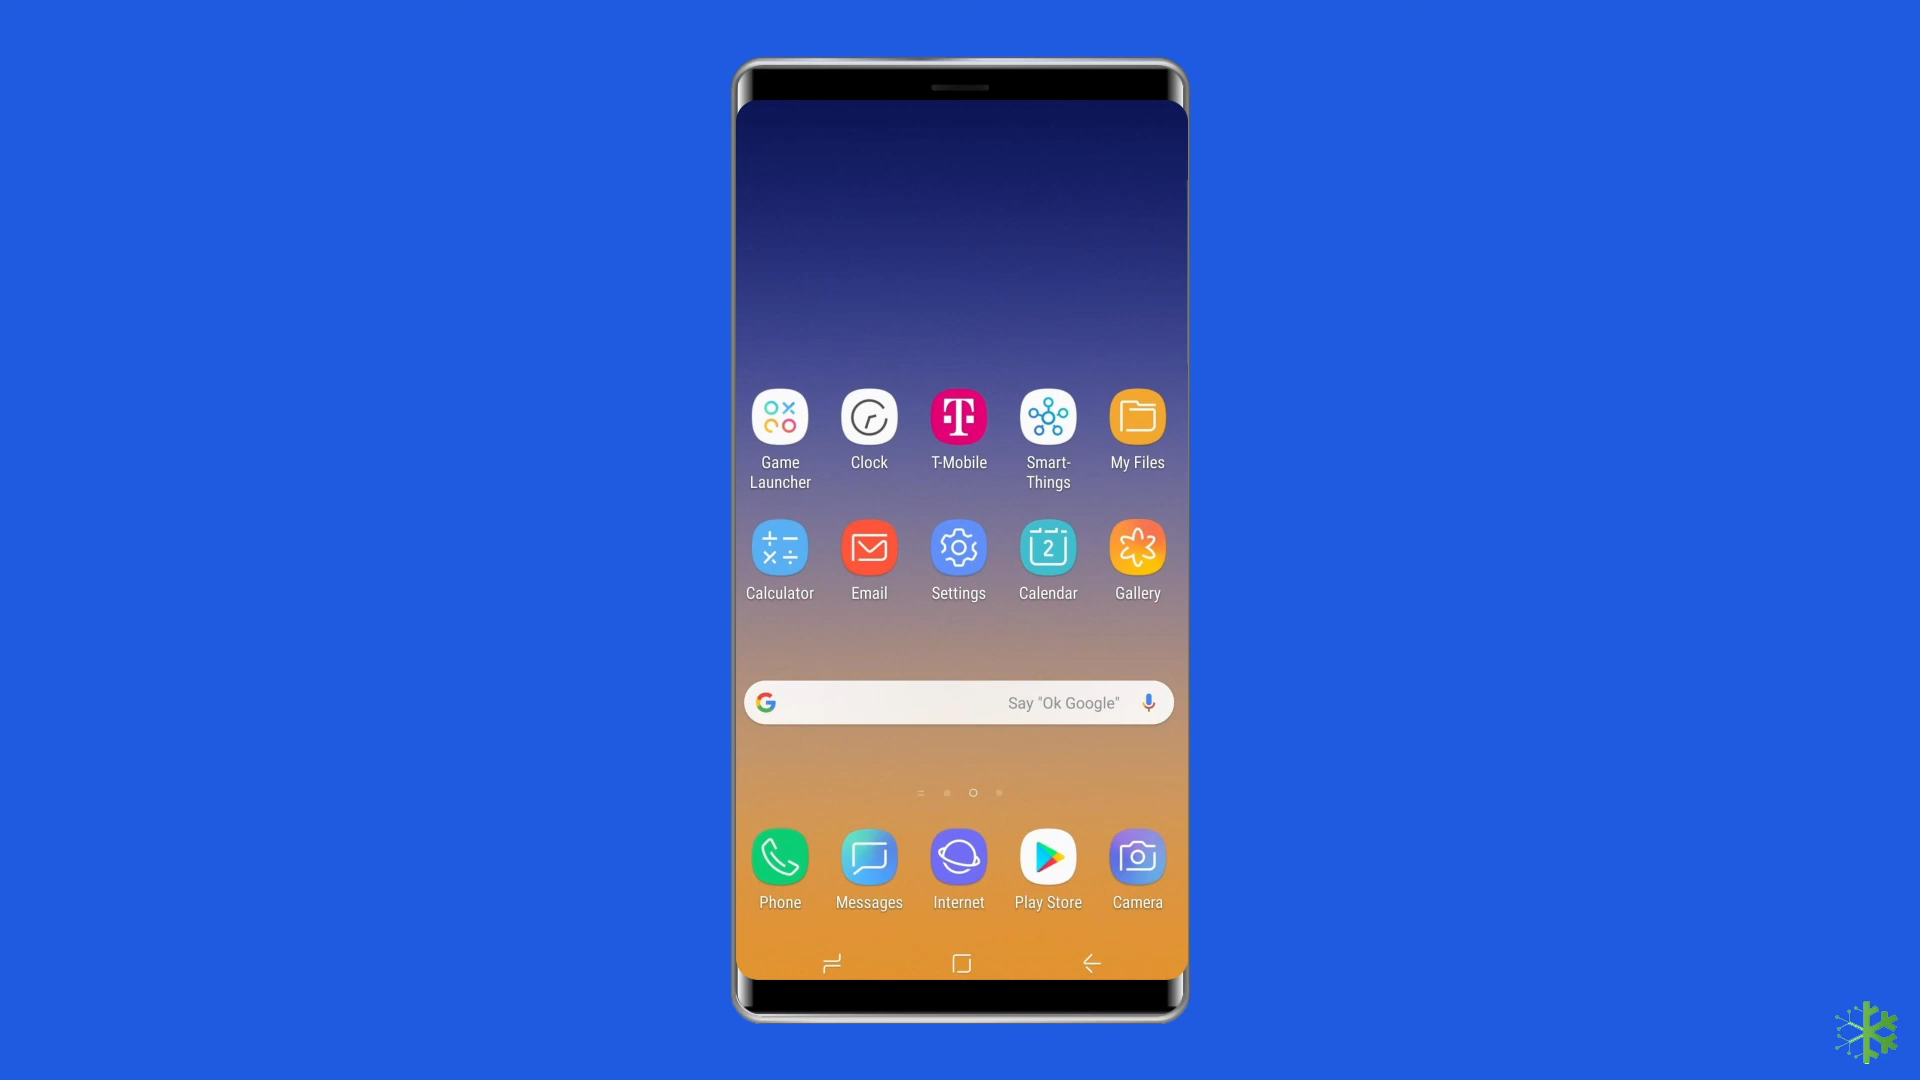 Game
Launcher
Clock
T-Mobile
Smart-
Things
My Files
2
Calculator
Email
Settings
Calendar
Gallery
Say "Ok Google"
Phone
Messages
Internet
Play Store
Camera